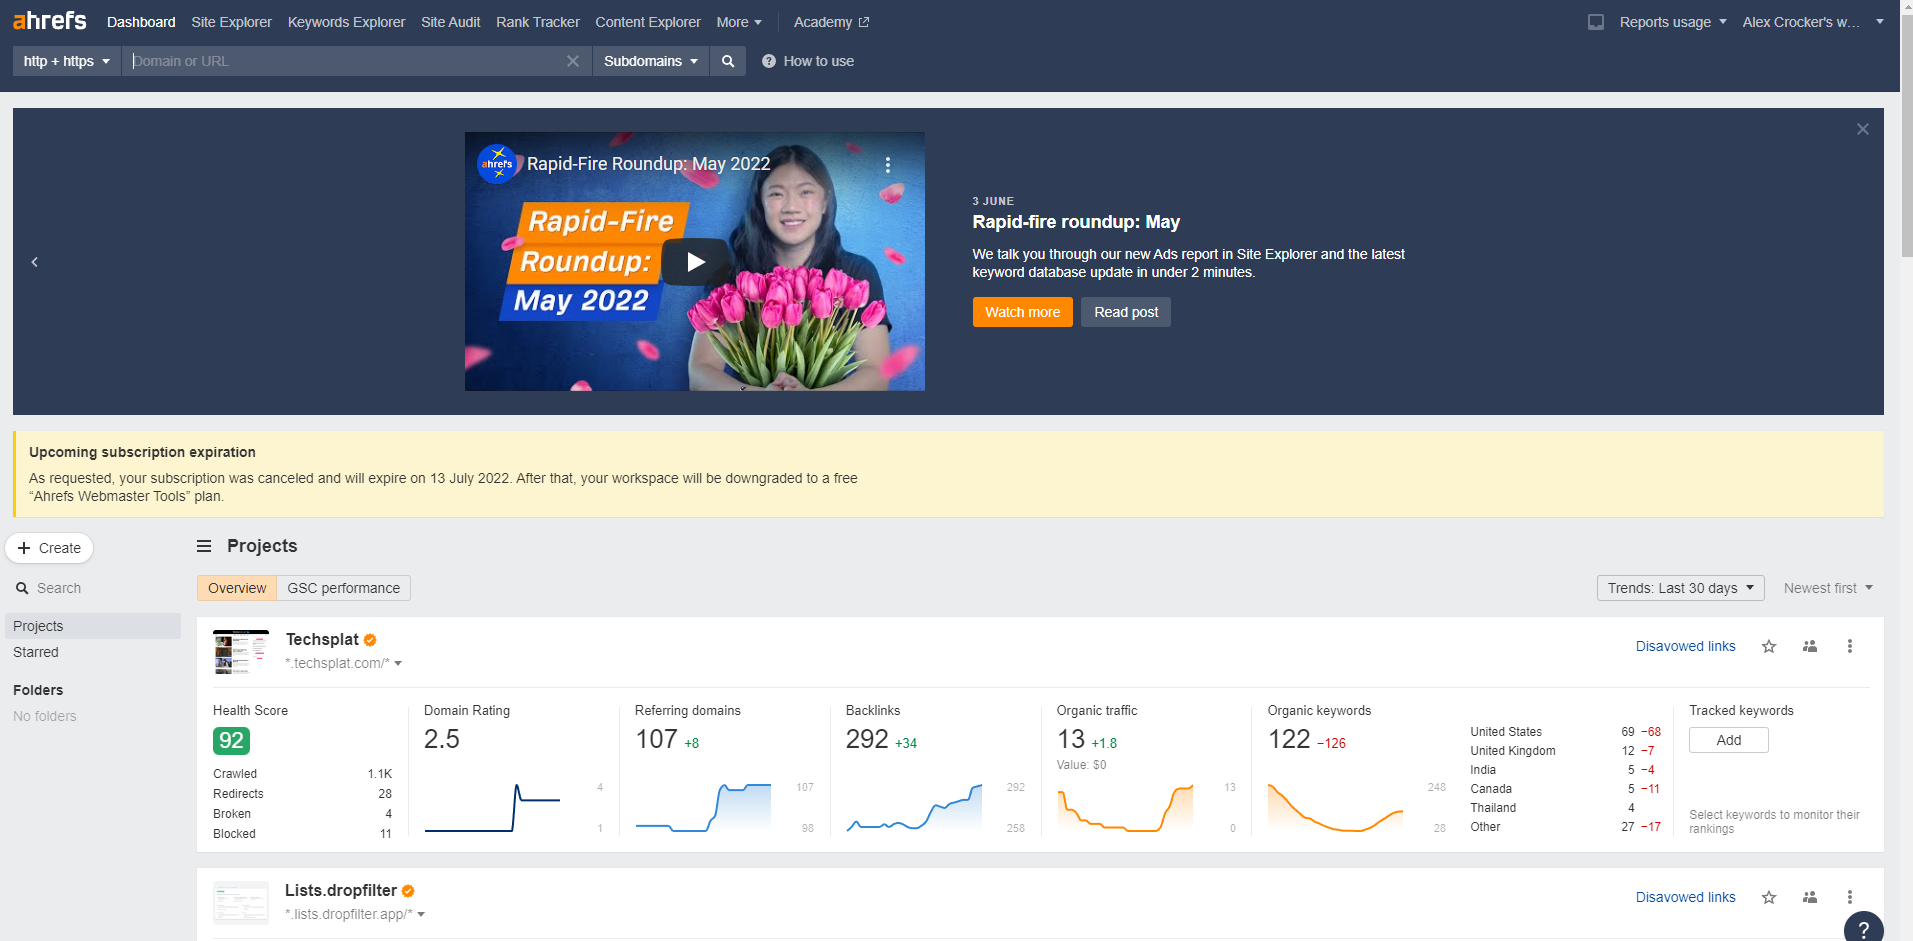 ahrefs
Dashboard
Site Explorer
Keywords Explorer
Site Audit
Rank Tracker
Content Explorer
More
Academy
Reports usage
Alex Crocker's w...
http + https
Domain or URL
Subdomains
? How to use
ahrefs
Rapid-Fire Roundup: May 2022
Rapid-Fire
Roundup:
May 2022
3 JUNE
Rapid-fire roundup: May
We talk you through our new Ads report in Site Explorer and the latest
keyword database update in under 2 minutes.
Watch more
Read post
Upcoming subscription expiration
As requested, your subscription was canceled and will expire on 13 July 2022. After that, your workspace will be downgraded to a free
“Ahrefs Webmaster Tools” plan.
+ Create
Search
Projects
Starred
Folders
No folders
Projects
Overview
GSC performance
Trends: Last 30 days
Newest first
Techsplat
*.techsplat.com/*
Disavowed links
Health Score
92
Crawled 1.1K
Redirects 28
Broken 4
Blocked 11
Domain Rating
2.5
4
1
Referring domains
107 +8
107
98
Backlinks
292 +34
292
258
Organic traffic
13 +1.8
Value: $0
13
0
Organic keywords
122 −126
248
28
United States 69 −68
United Kingdom 12 −7
India 5 −4
Canada 5 −11
Thailand 4
Other 27 −17
Tracked keywords
Add
Select keywords to monitor their
rankings
Lists.dropfilter
*.lists.dropfilter.app/*
Disavowed links
?